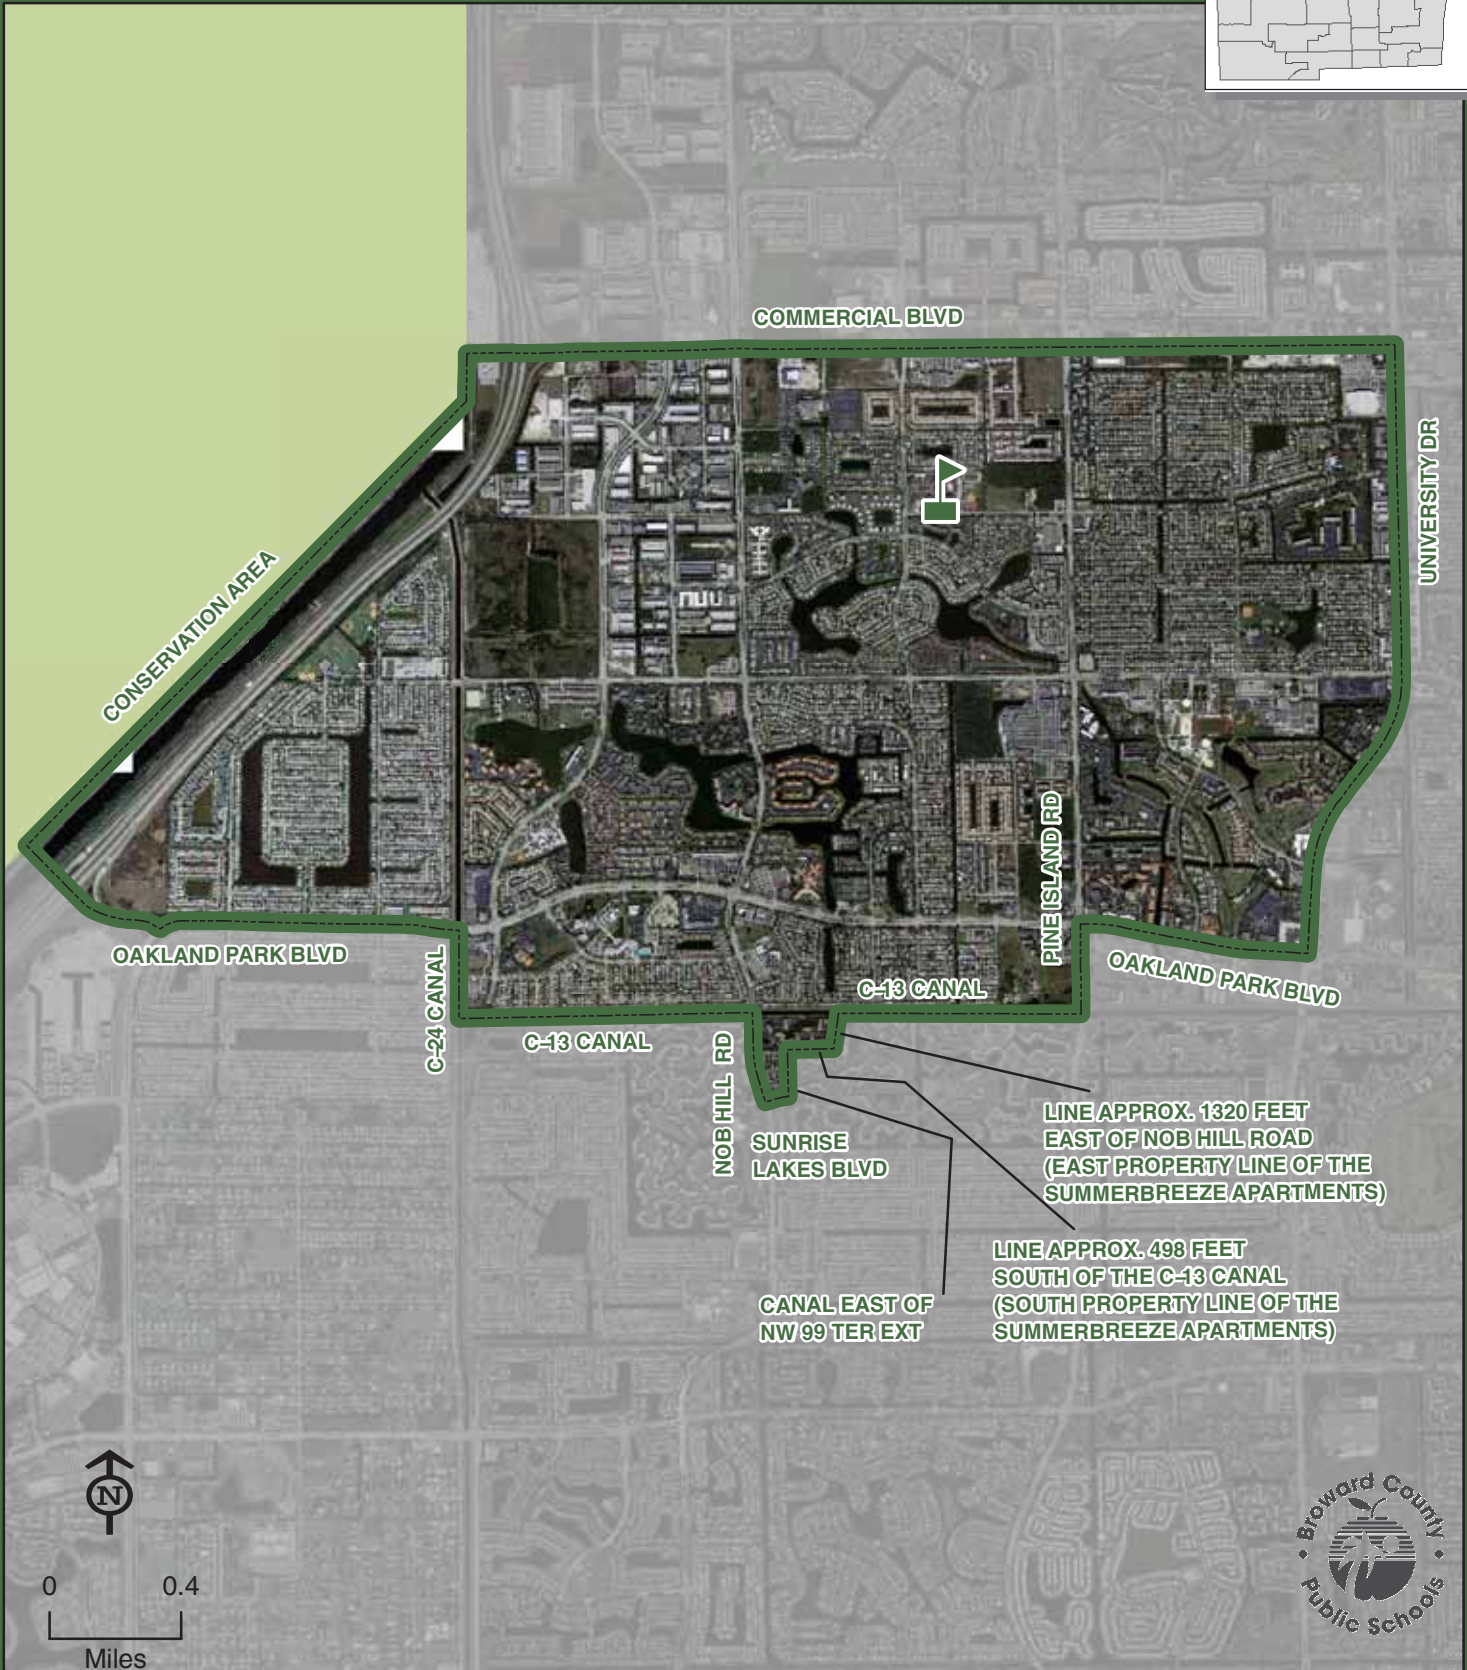 COMMERCIAL BLVD
UNIVERSITY DR
CONSERVATION AREA
PINE ISLAND RD
OAKLAND PARK BLVD
C-24 CANAL
C-13 CANAL
OAKLAND PARK BLVD
C-13 CANAL
NOB HILL RD
SUNRISE
LAKES BLVD
LINE APPROX. 1320 FEET
EAST OF NOB HILL ROAD
(EAST PROPERTY LINE OF THE
SUMMERBREEZE APARTMENTS)
LINE APPROX. 498 FEET
SOUTH OF THE C-13 CANAL
(SOUTH PROPERTY LINE OF THE
SUMMERBREEZE APARTMENTS)
CANAL EAST OF
NW 99 TER EXT
N
0 0.4
Miles
Broward County
Public Schools